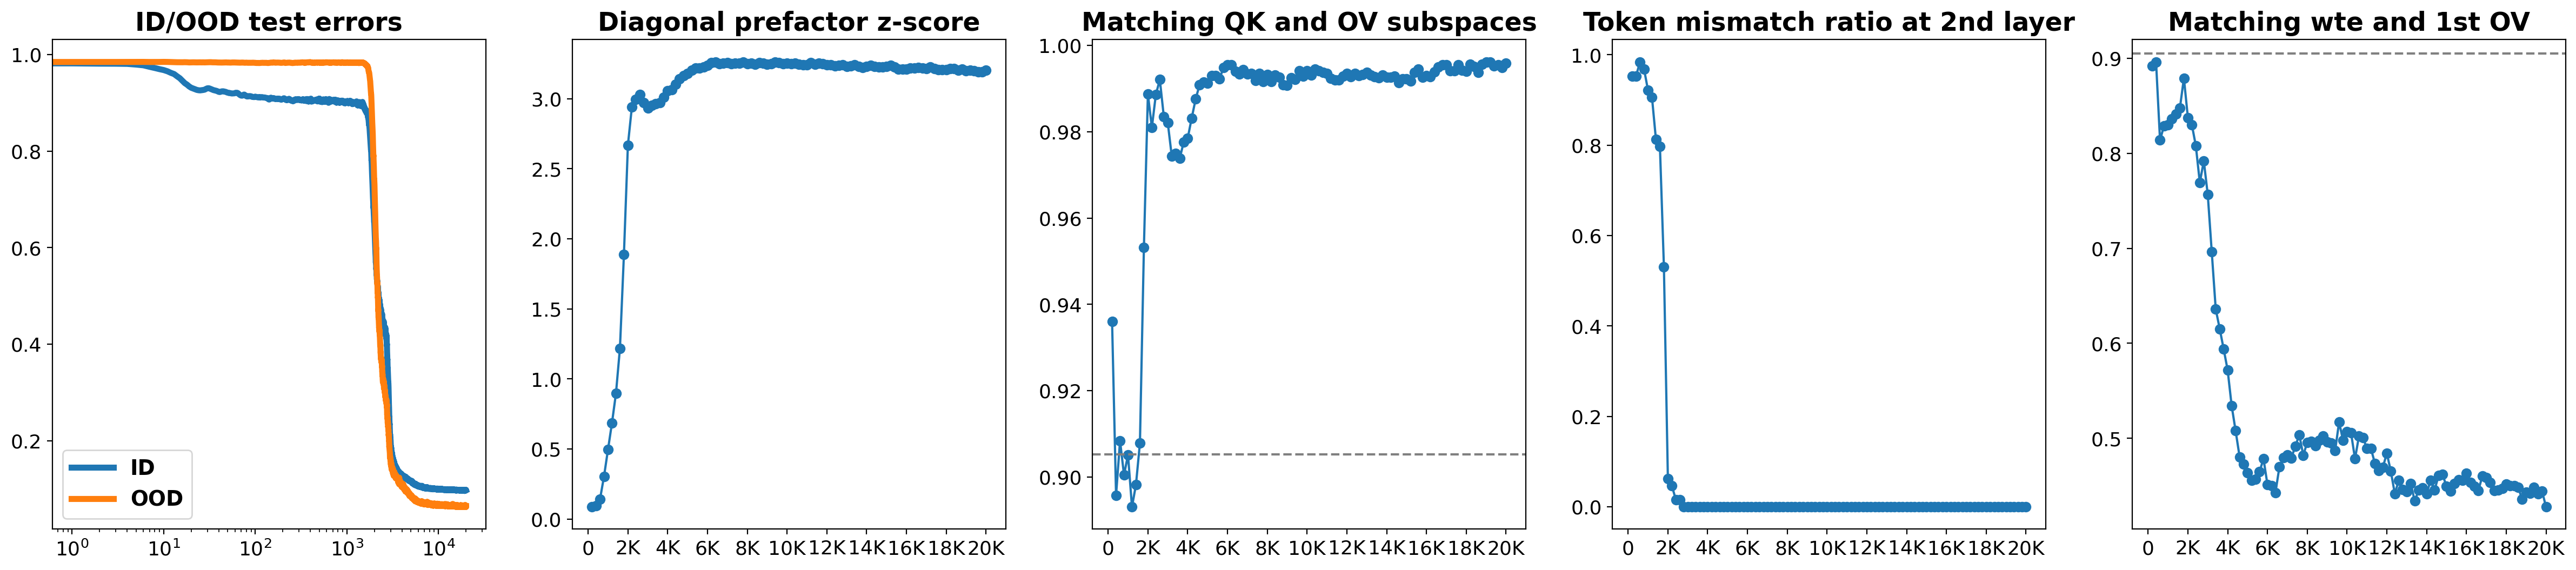 ID/OOD test errors
1.0
0.8
0.6
0.4
0.2
ID
OOD
10^0 10^1 10^2 10^3 10^4
Diagonal prefactor z-score
3.0
2.5
2.0
1.5
1.0
0.5
0.0
0 2K 4K 6K 8K 10K 12K 14K 16K 18K 20K
Matching QK and OV subspaces
1.00
0.98
0.96
0.94
0.92
0.90
0 2K 4K 6K 8K 10K 12K 14K 16K 18K 20K
Token mismatch ratio at 2nd layer
1.0
0.8
0.6
0.4
0.2
0.0
0 2K 4K 6K 8K 10K 12K 14K 16K 18K 20K
Matching wte and 1st OV
0.9
0.8
0.7
0.6
0.5
0 2K 4K 6K 8K 10K 12K 14K 16K 18K 20K